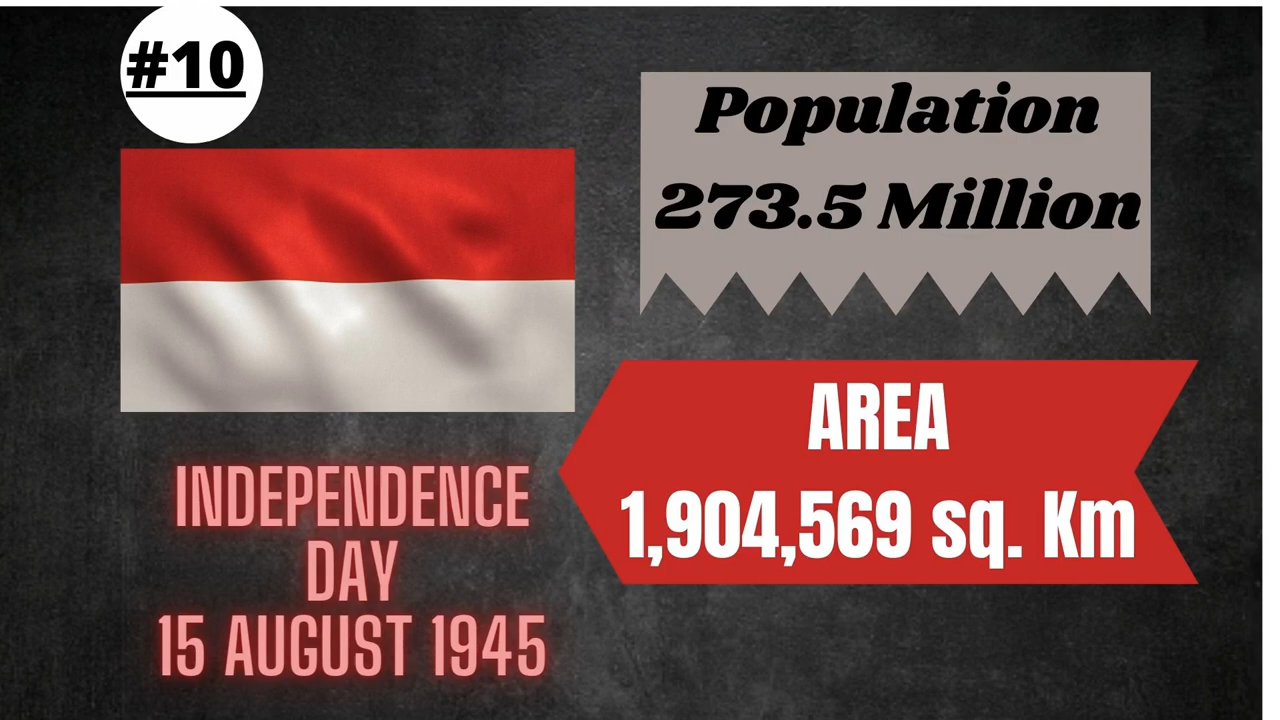 #10
Population
273.5 Million
AREA
1,904,569 sq. Km
INDEPENDENCE
DAY
15 AUGUST 1945